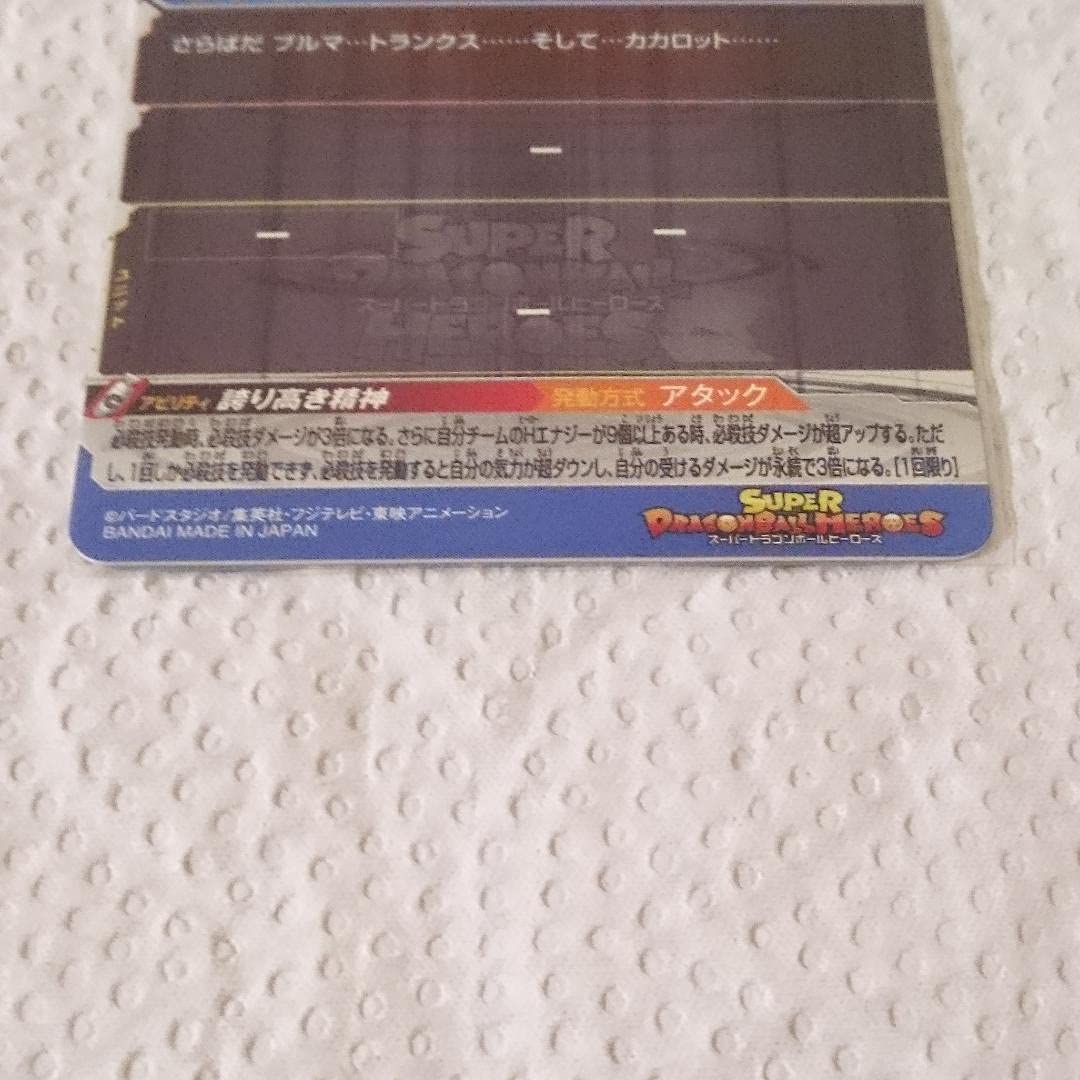 さらばだ ブルマ…トランクス……そして…カカロット……
SUPER
DRAGONBALL
スーパードラゴンボールヒーローズ
HEROES
アビリティ 誇り高き精神 発動方式 アタック
必殺技発動時、必殺技ダメージが3倍になる。さらに自分チームのHエナジーが9個以上ある時、必殺技ダメージが超アップする。ただ
し、1回しか必殺技を発動できず、必殺技を発動すると自分の気力が超ダウンし、自分の受けるダメージが永続で3倍になる。[1回限り]
©バードスタジオ/集英社・フジテレビ・東映アニメーション
BANDAI MADE IN JAPAN
SUPER
DRAGONBALL HEROES
スーパードラゴンボールヒーローズ